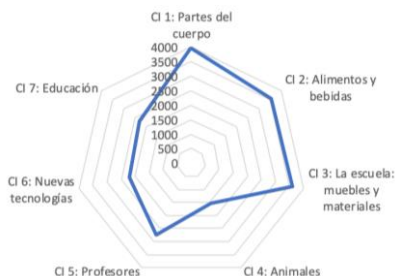 CI 1: Partes del
cuerpo
4000
3500
3000
2500
2000
1500
1000
500
0
CI 2: Alimentos y
bebidas
CI 3: La escuela:
muebles y
materiales
CI 4: Animales
CI 5: Profesores
CI 6: Nuevas
tecnologías
CI 7: Educación